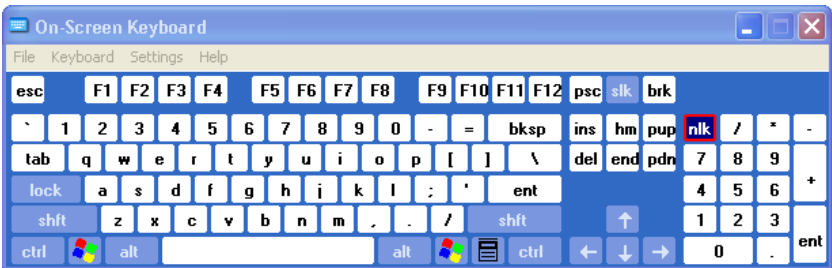 On-Screen Keyboard
File Keyboard Settings Help
esc F1 F2 F3 F4 F5 F6 F7 F8 F9 F10 F11 F12 psc slk brk
` 1 2 3 4 5 6 7 8 9 0 - = bksp ins hm pup nlk / * -
tab q w e r t y u i o p [ ] \ del end pdn 7 8 9 +
lock a s d f g h j k l ; ' ent 4 5 6
shft z x c v b n m , . / shft ↑ 1 2 3 ent
ctrl alt alt ctrl ← ↓ → 0 .